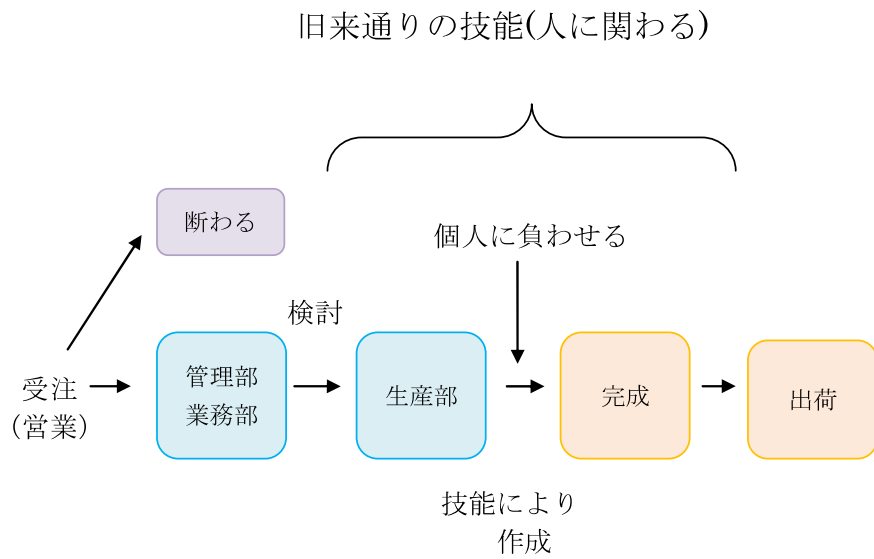 旧来通りの技能(人に関わる)
断わる
個人に負わせる
検討
受注
(営業)
管理部
業務部
生産部
完成
出荷
技能により
作成